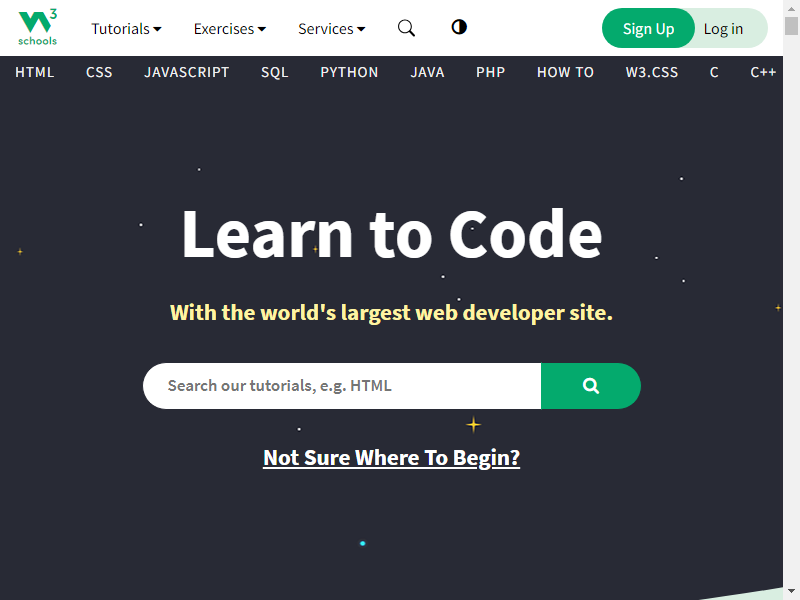 3
schools
Tutorials Exercises Services Sign Up Log in
HTML CSS JAVASCRIPT SQL PYTHON JAVA PHP HOW TO W3.CSS C C++
Learn to Code
With the world's largest web developer site.
Search our tutorials, e.g. HTML
Not Sure Where To Begin?